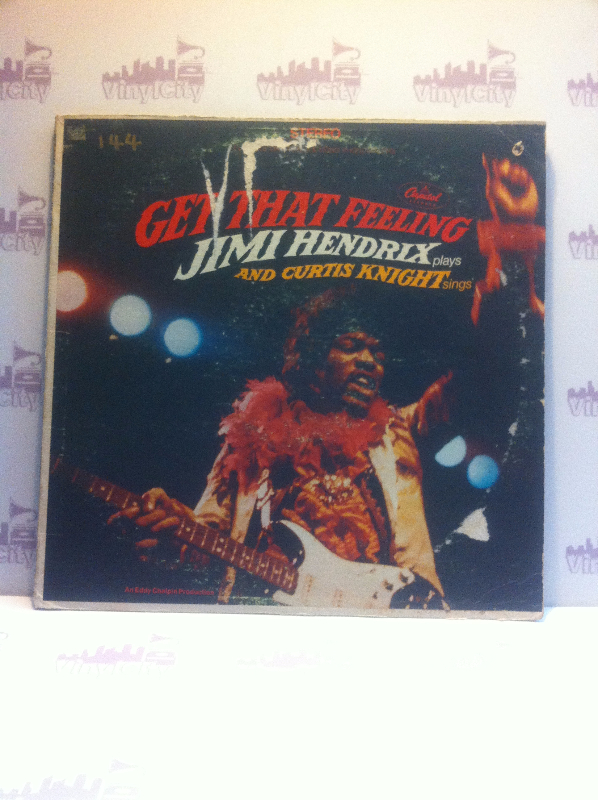 VinylCity
VinylCity
VinylCity
VinylCity
VinylCity
144
STEREO
Capitol
GET THAT FEELING
JIMI HENDRIX plays
AND CURTIS KNIGHT sings
An Ed Chalpin Production